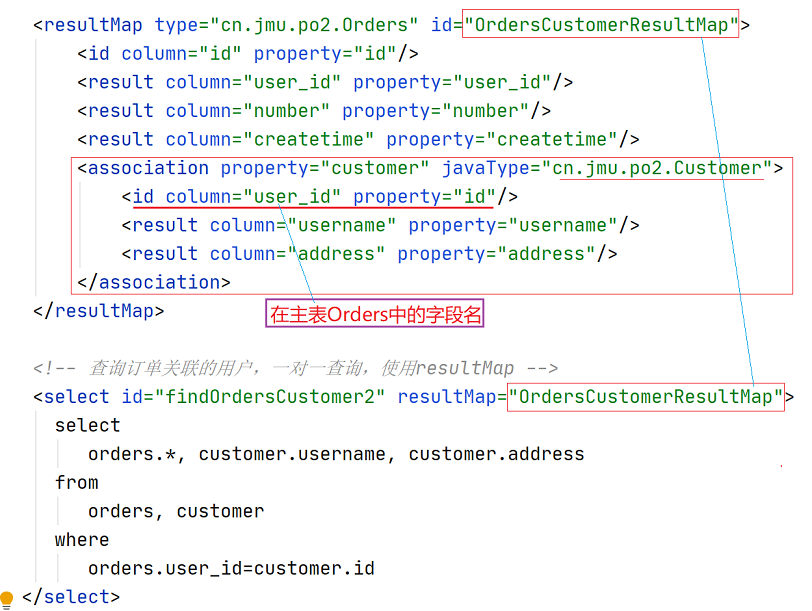 <resultMap type="cn.jmu.po2.Orders" id="OrdersCustomerResultMap">
<id column="id" property="id"/>
<result column="user_id" property="user_id"/>
<result column="number" property="number"/>
<result column="createtime" property="createtime"/>
<association property="customer" javaType="cn.jmu.po2.Customer">
<id column="user_id" property="id"/>
<result column="username" property="username"/>
<result column="address" property="address"/>
</association>
</resultMap>
在主表Orders中的字段名
<!-- 查询订单关联的用户，一对一查询，使用resultMap -->
<select id="findOrdersCustomer2" resultMap="OrdersCustomerResultMap">
select
orders.*, customer.username, customer.address
from
orders, customer
where
orders.user_id=customer.id
</select>